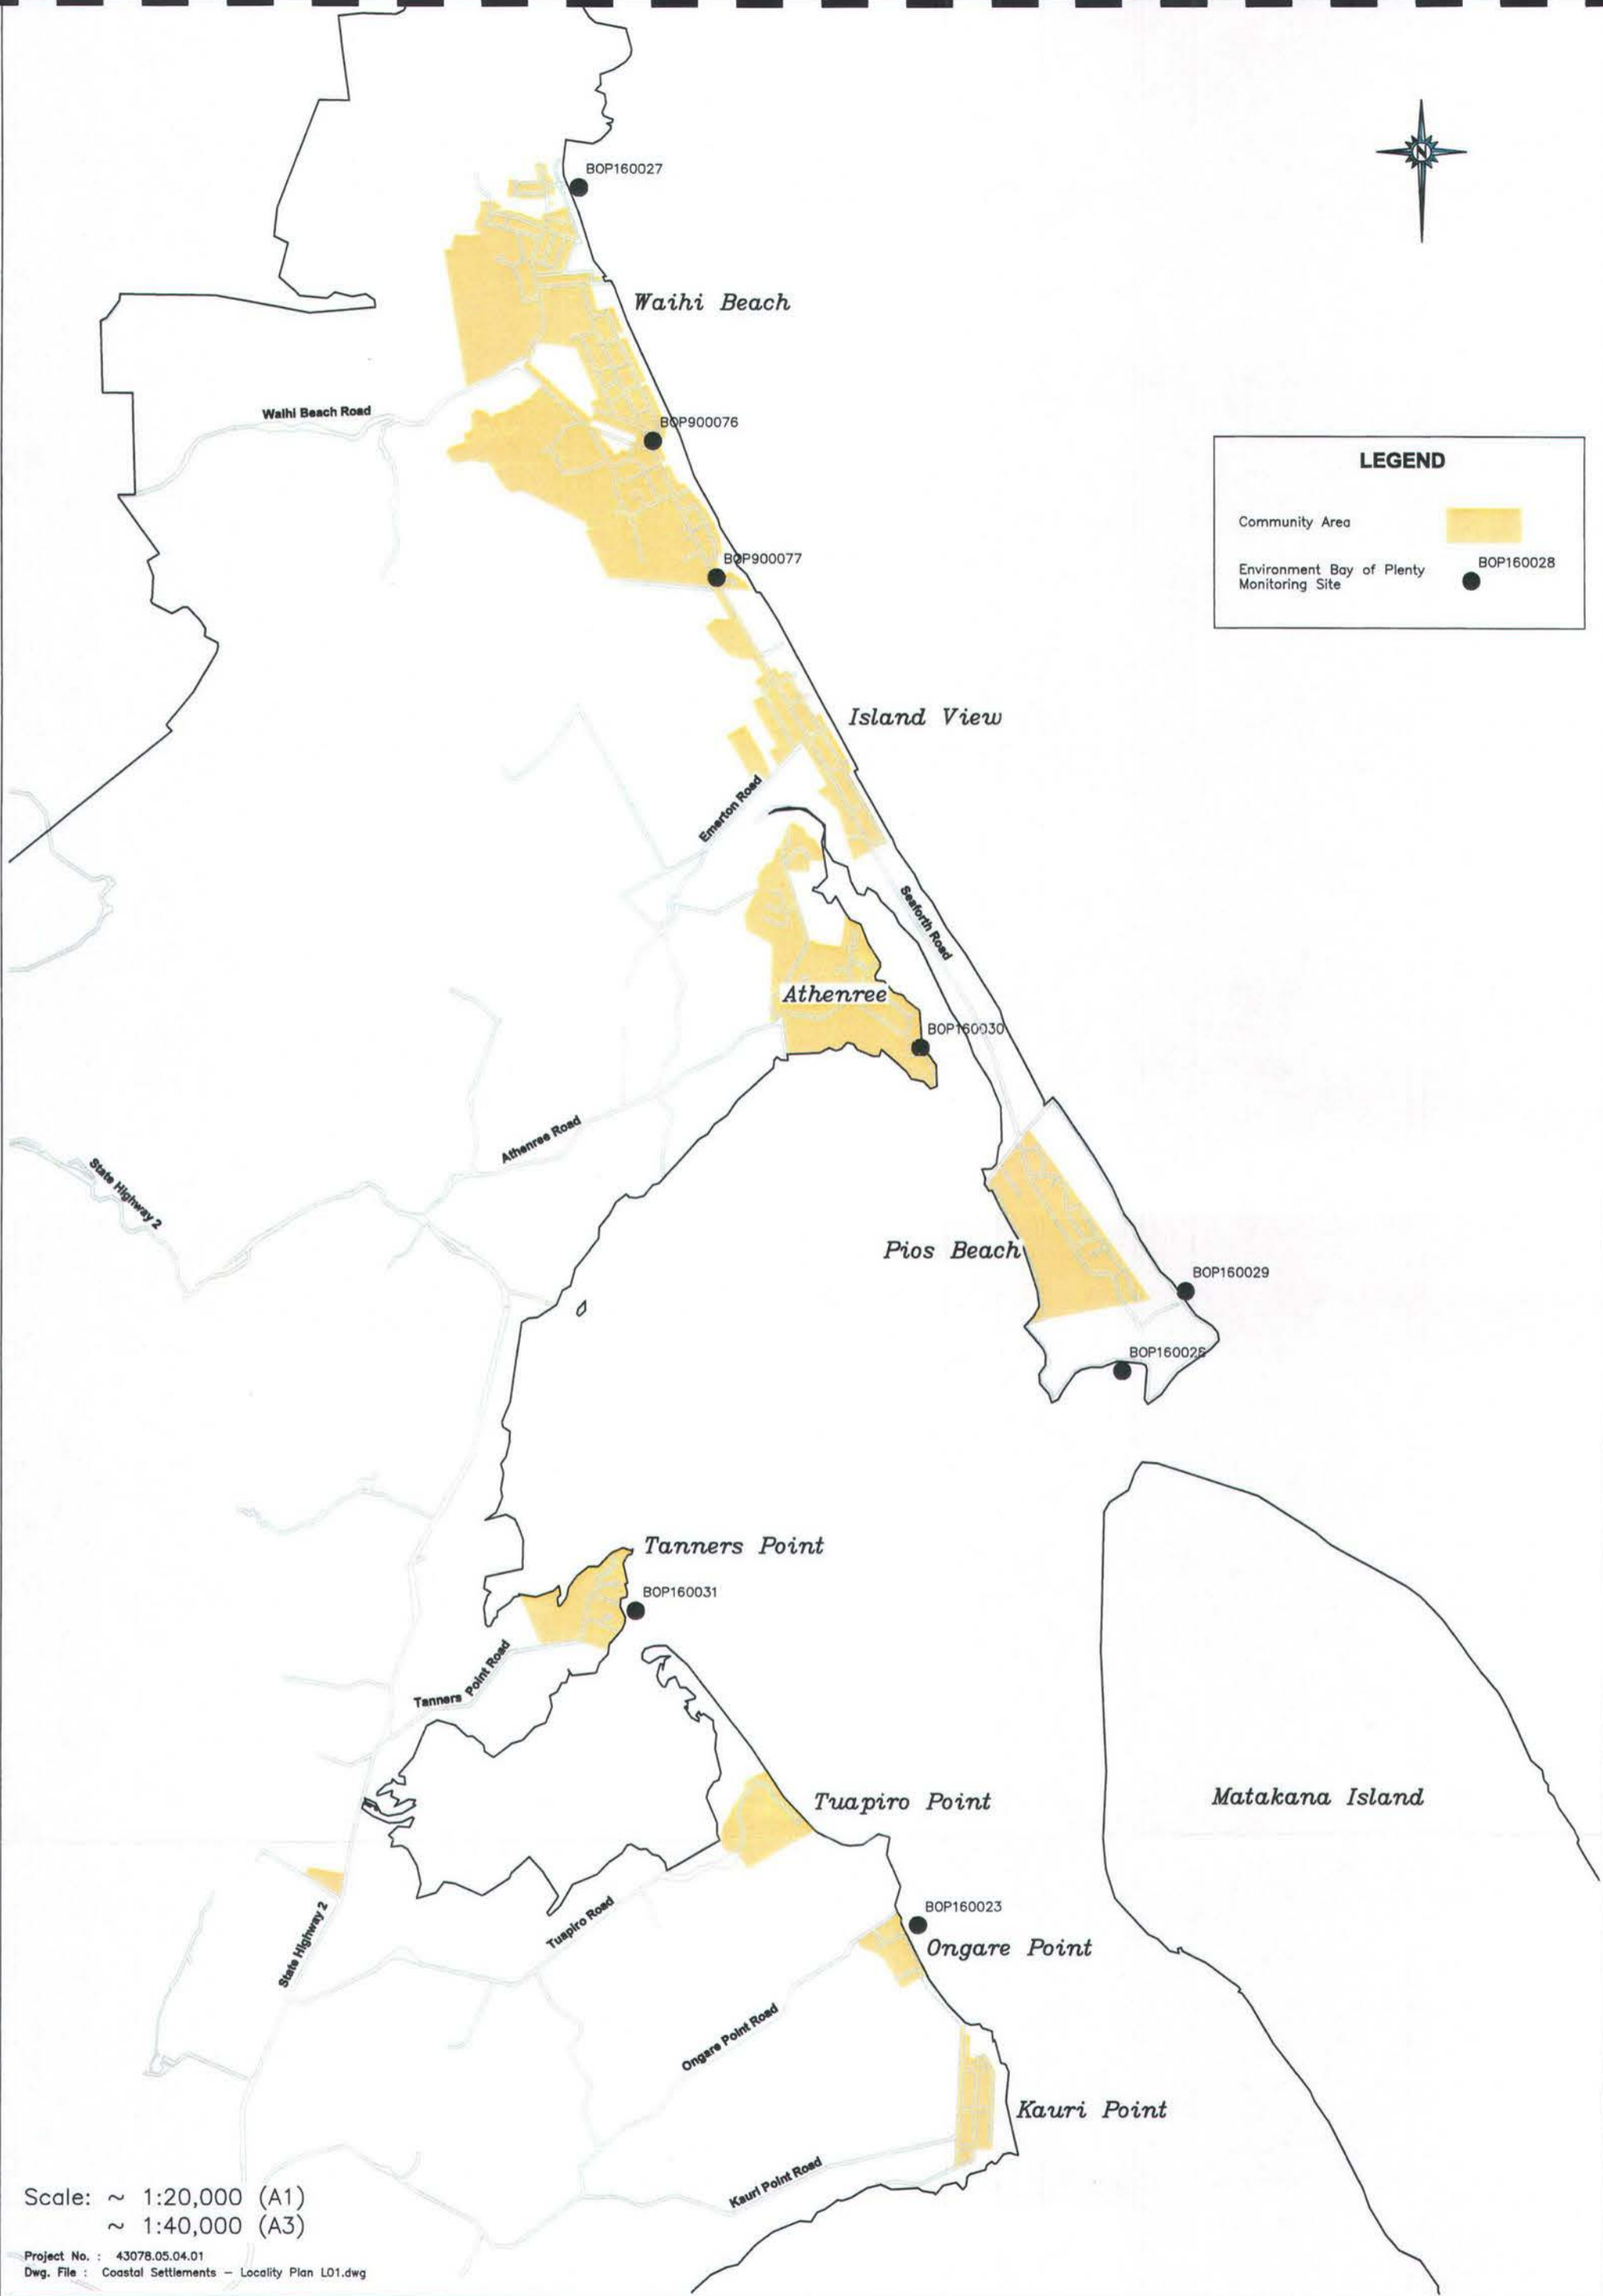 BOP160027
N
Waihi Beach
Waihi Beach Road
BOP900076
LEGEND
Community Area
Environment Bay of Plenty
Monitoring Site
BOP160028
BOP900077
Island View
Emerton Road
Seaforth Road
Athenree
BOP160030
Athenree Road
State Highway 2
Pios Beach
BOP160029
BOP160028
Tanners Point
BOP160031
Tanners Point Road
Tuapiro Point
Matakana Island
BOP160023
State Highway 2
Tuapiro Road
Ongare Point
Ongare Point Road
Kauri Point
Kauri Point Road
Scale: ~ 1:20,000 (A1)
~ 1:40,000 (A3)
Project No. : 43078.05.04.01
Dwg. File : Coastal Settlements – Locality Plan L01.dwg